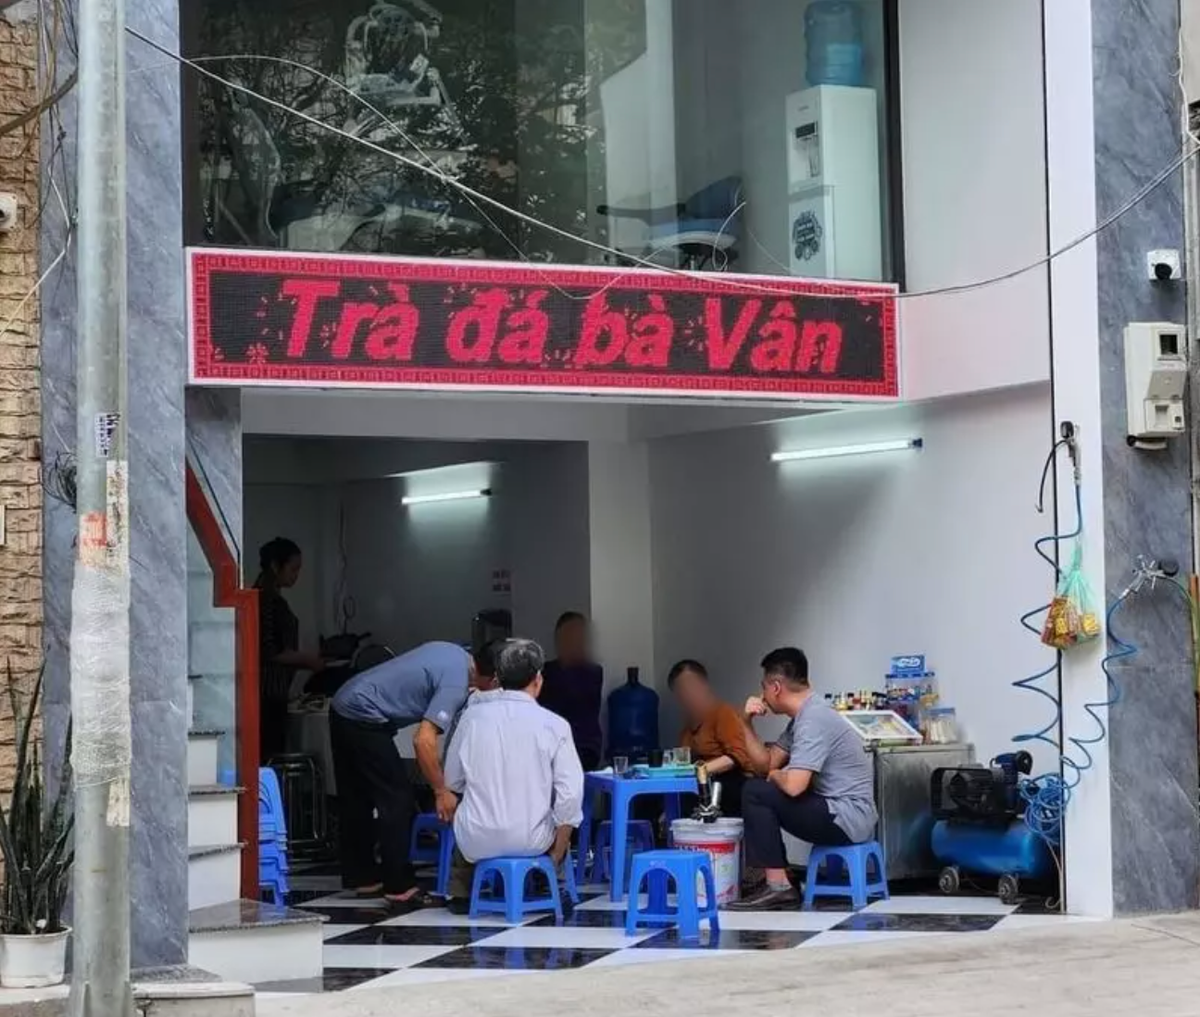 Trà đá bà Vân